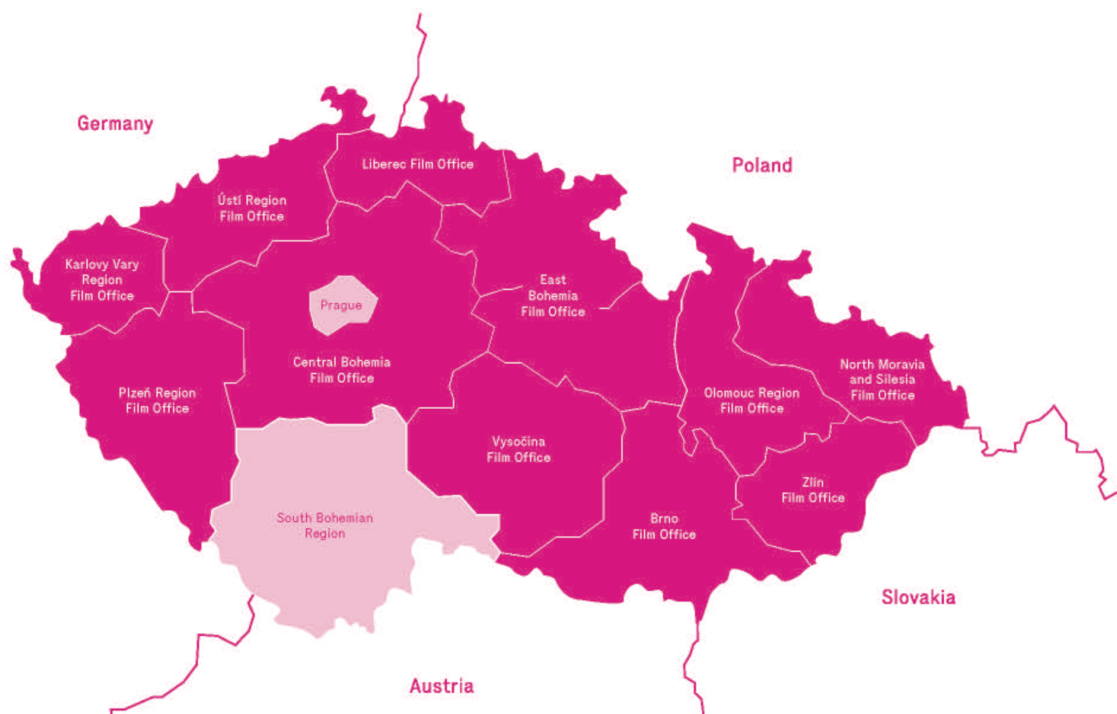 Germany
Poland
Liberec Film Office
Ústí Region
Film Office
Karlovy Vary
Region
Film Office
East
Bohemia
Film Office
Prague
Central Bohemia
Film Office
North Moravia
and Silesia
Film Office
Plzeň Region
Film Office
Olomouc Region
Film Office
Vysočina
Film Office
Zlín
Film Office
South Bohemian
Region
Brno
Film Office
Slovakia
Austria